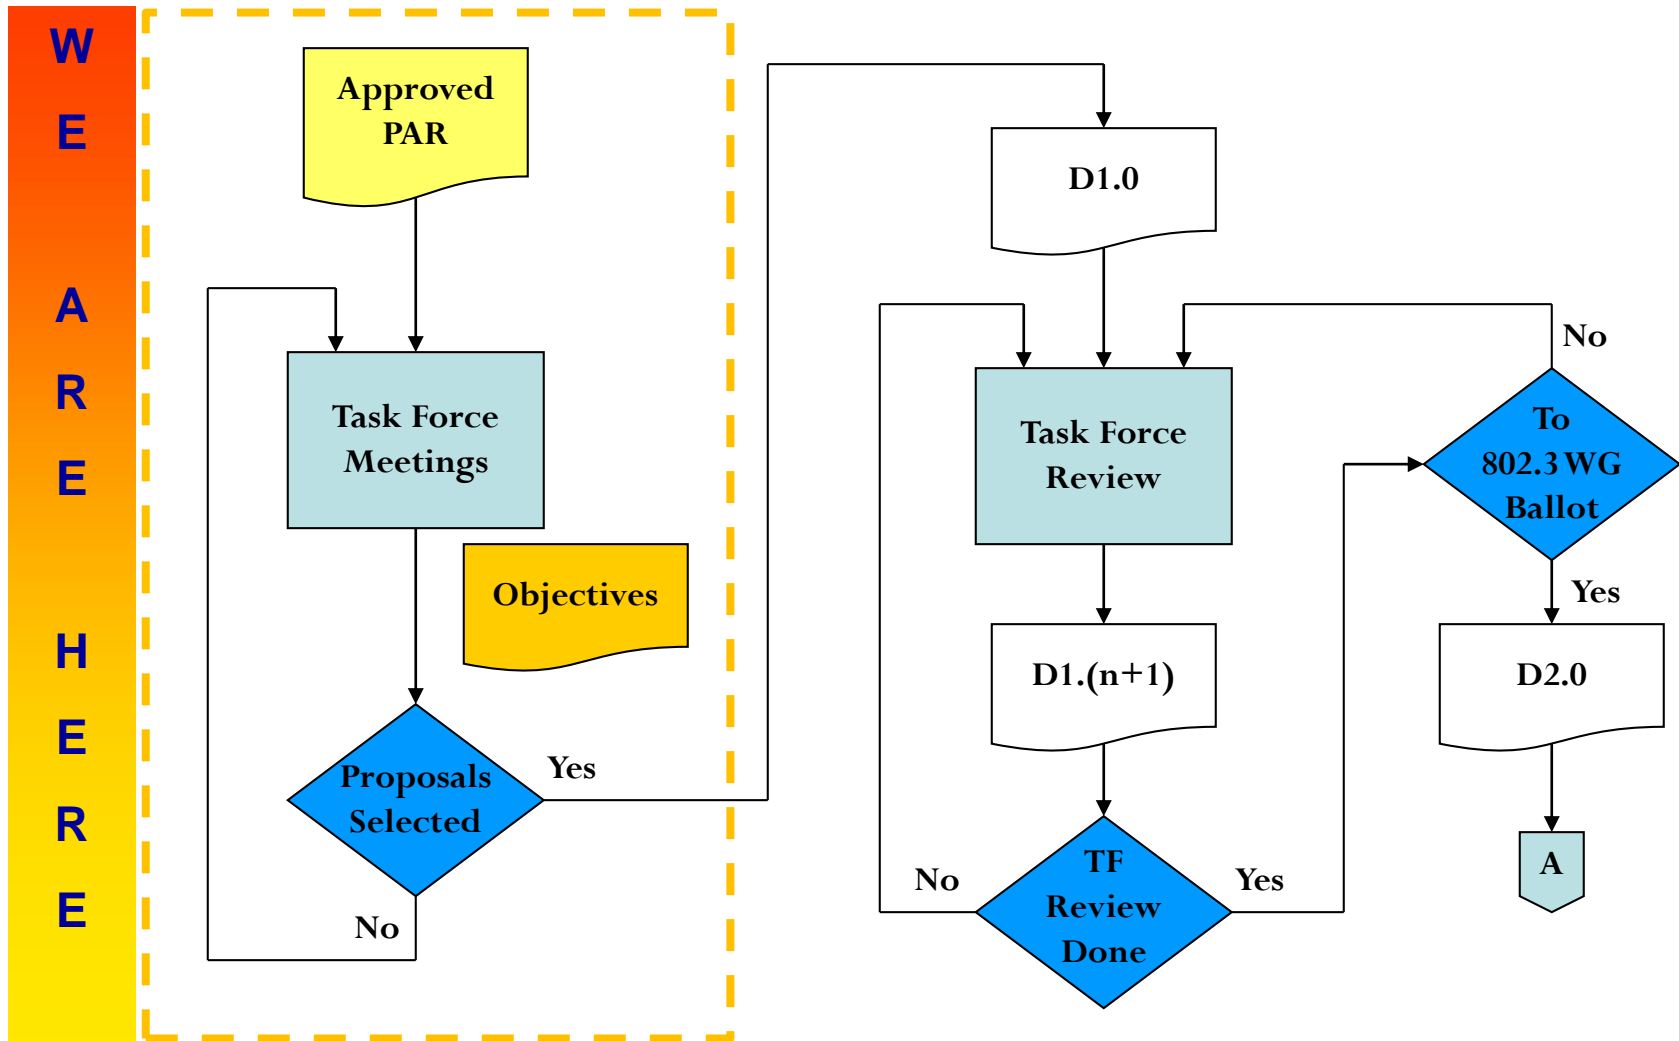 W
E
A
R
E
H
E
R
E
Approved
PAR
Task Force
Meetings
Objectives
Proposals
Selected
Yes
No
D1.0
Task Force
Review
D1.(n+1)
TF
Review
Done
No
Yes
To
802.3 WG
Ballot
No
Yes
D2.0
A